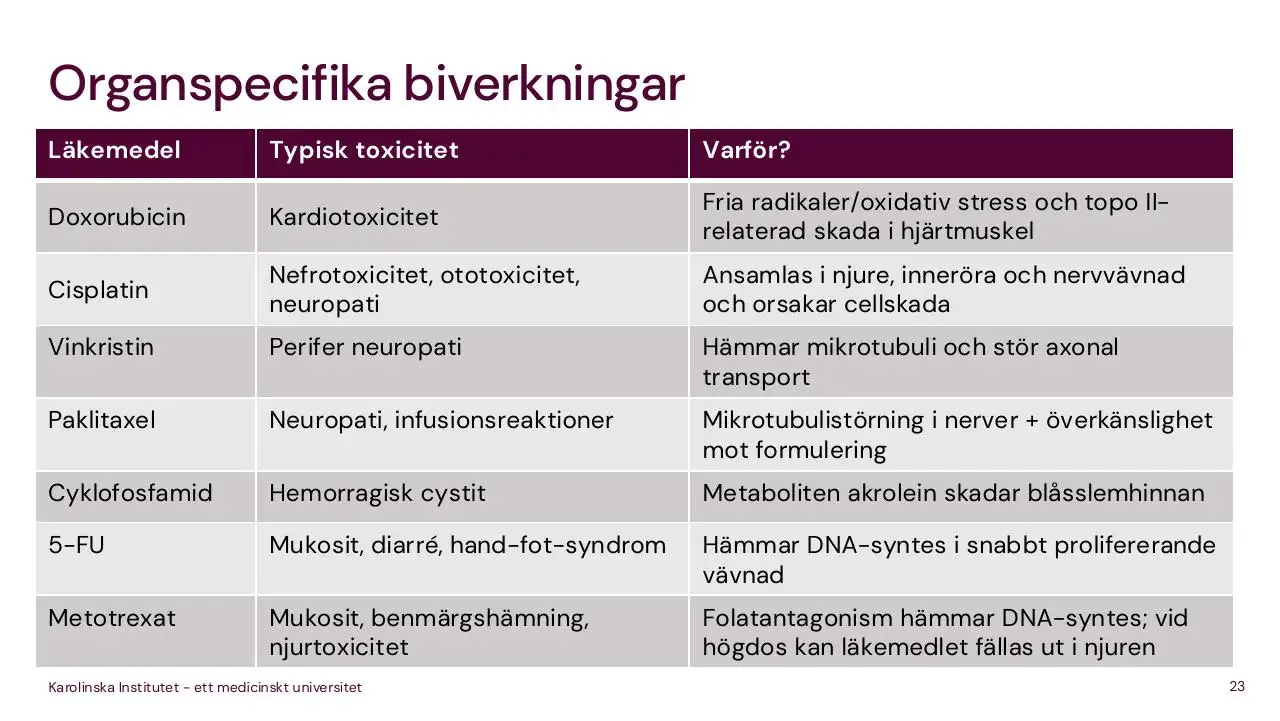 Organspecifika biverkningar
Läkemedel
Typisk toxicitet
Varför?
Doxorubicin
Kardiotoxicitet
Fria radikaler/oxidativ stress och topo II-
relaterad skada i hjärtmuskel
Cisplatin
Nefrotoxicitet, ototoxicitet,
neuropati
Ansamlas i njure, inneröra och nervvävnad
och orsakar cellskada
Vinkristin
Perifer neuropati
Hämmar mikrotubuli och stör axonal
transport
Paklitaxel
Neuropati, infusionsreaktioner
Mikrotubulistörning i nerver + överkänslighet
mot formulering
Cyklofosfamid
Hemorragisk cystit
Metaboliten akrolein skadar blåsslemhinnan
5-FU
Mukosit, diarré, hand-fot-syndrom
Hämmar DNA-syntes i snabbt prolifererande
vävnad
Metotrexat
Mukosit, benmärgshämning,
njurtoxicitet
Folatantagonism hämmar DNA-syntes; vid
högdos kan läkemedlet fällas ut i njuren
Karolinska Institutet - ett medicinskt universitet
23